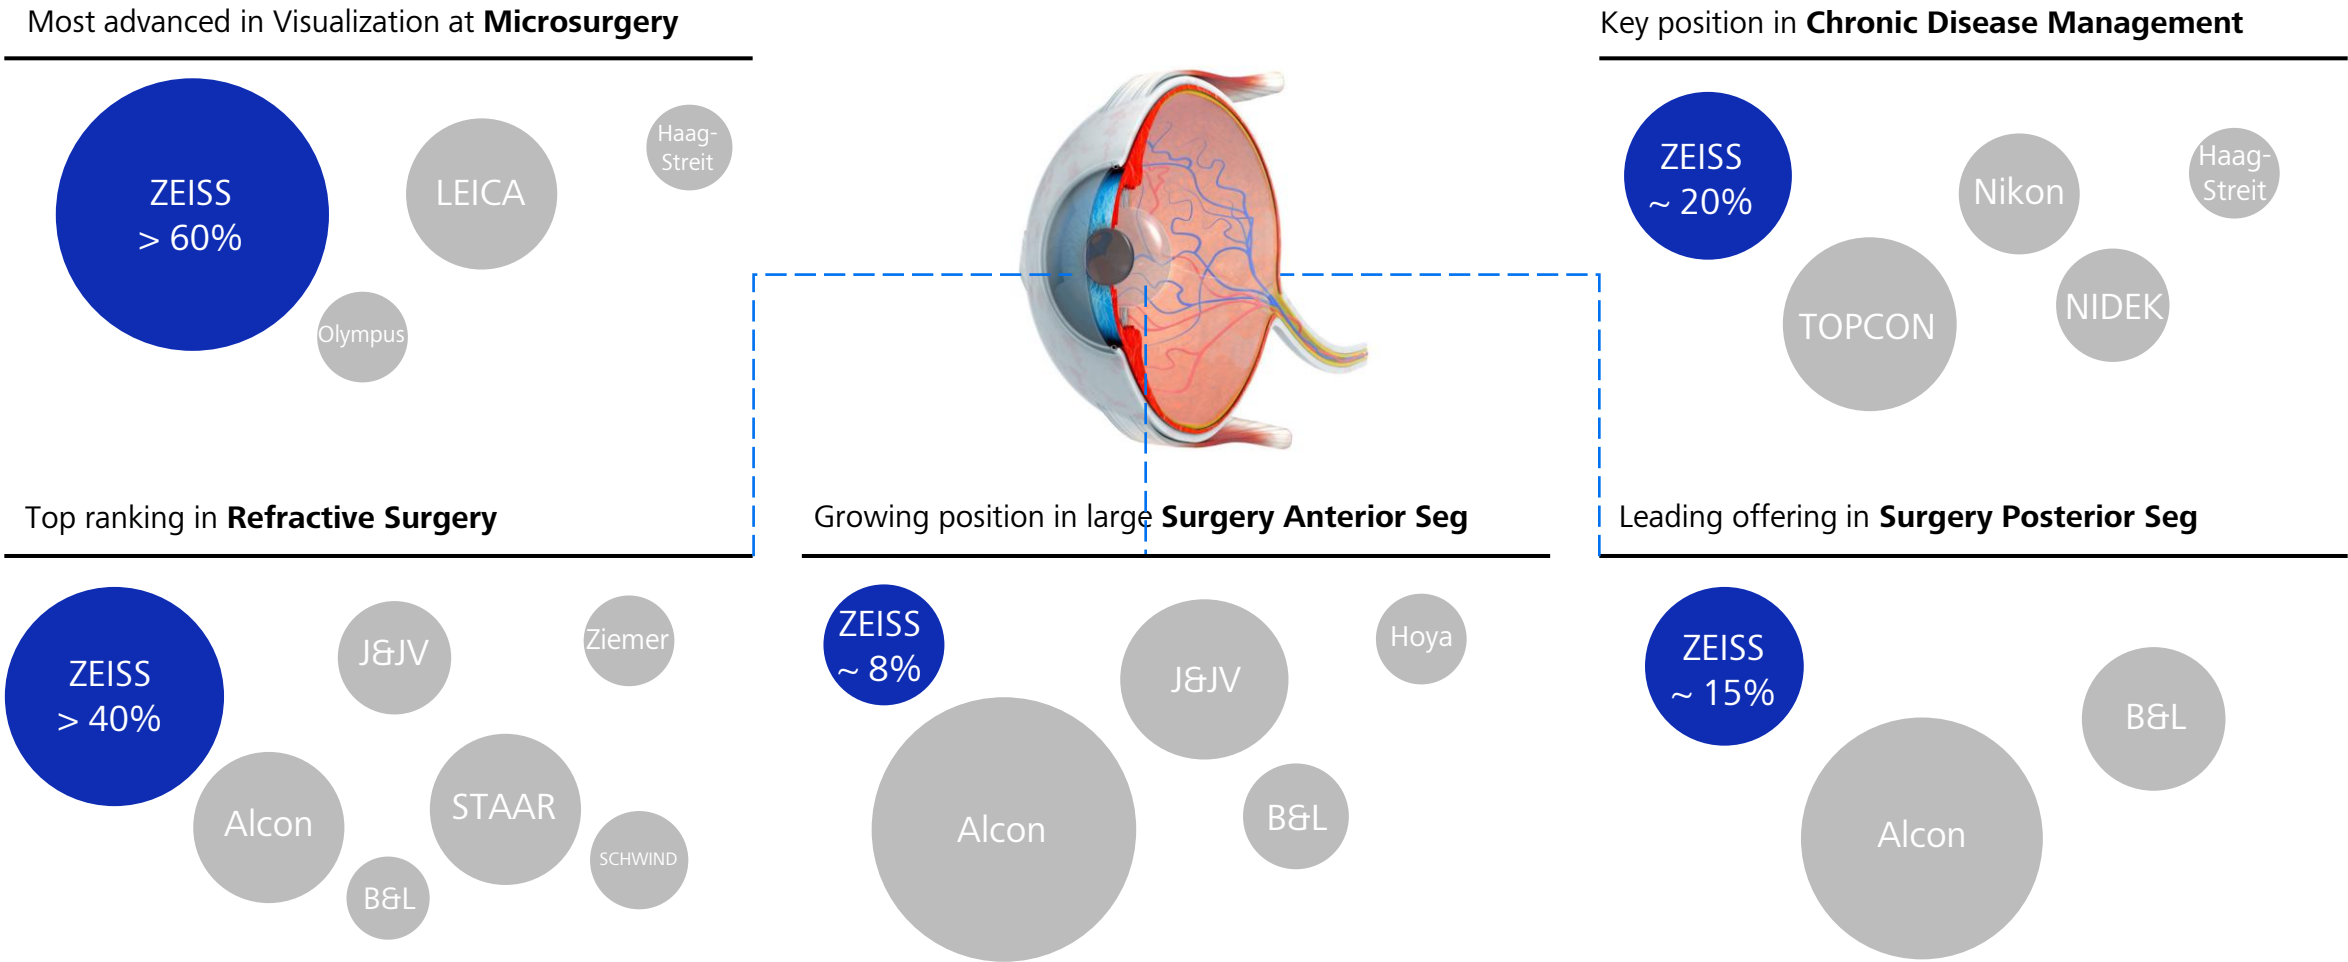 Most advanced in Visualization at Microsurgery
ZEISS
> 60%
LEICA
Haag-
Streit
Olympus
Key position in Chronic Disease Management
ZEISS
~ 20%
Nikon
Haag-
Streit
TOPCON
NIDEK
Top ranking in Refractive Surgery
ZEISS
> 40%
J&JV
Ziemer
Alcon
STAAR
B&L
SCHWIND
Growing position in large Surgery Anterior Seg
ZEISS
~ 8%
J&JV
Hoya
Alcon
B&L
Leading offering in Surgery Posterior Seg
ZEISS
~ 15%
B&L
Alcon